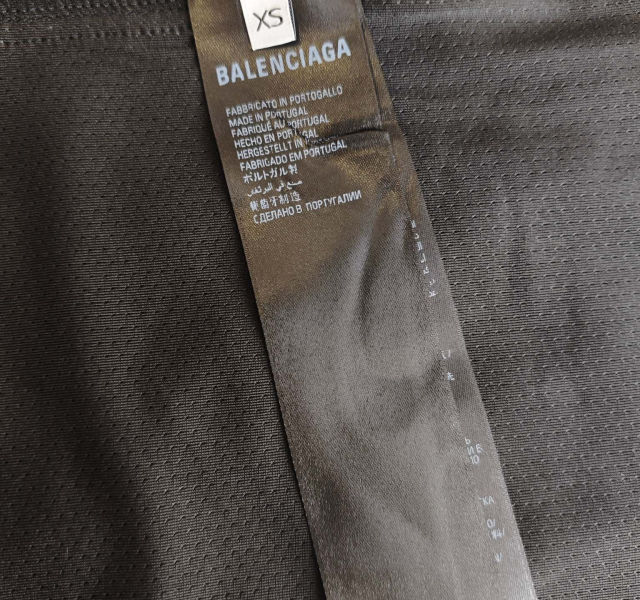 XS
BALENCIAGA
FABBRICATO IN PORTOGALLO
MADE IN PORTUGAL
FABRIQUÉ AU PORTUGAL
HECHO EN PORTUGAL
HERGESTELLT IN PORTUGAL
FABRICADO EM PORTUGAL
ポルトガル製
صنع في البرتغال
葡萄牙制造
СДЕЛАНО В ПОРТУГАЛИИ